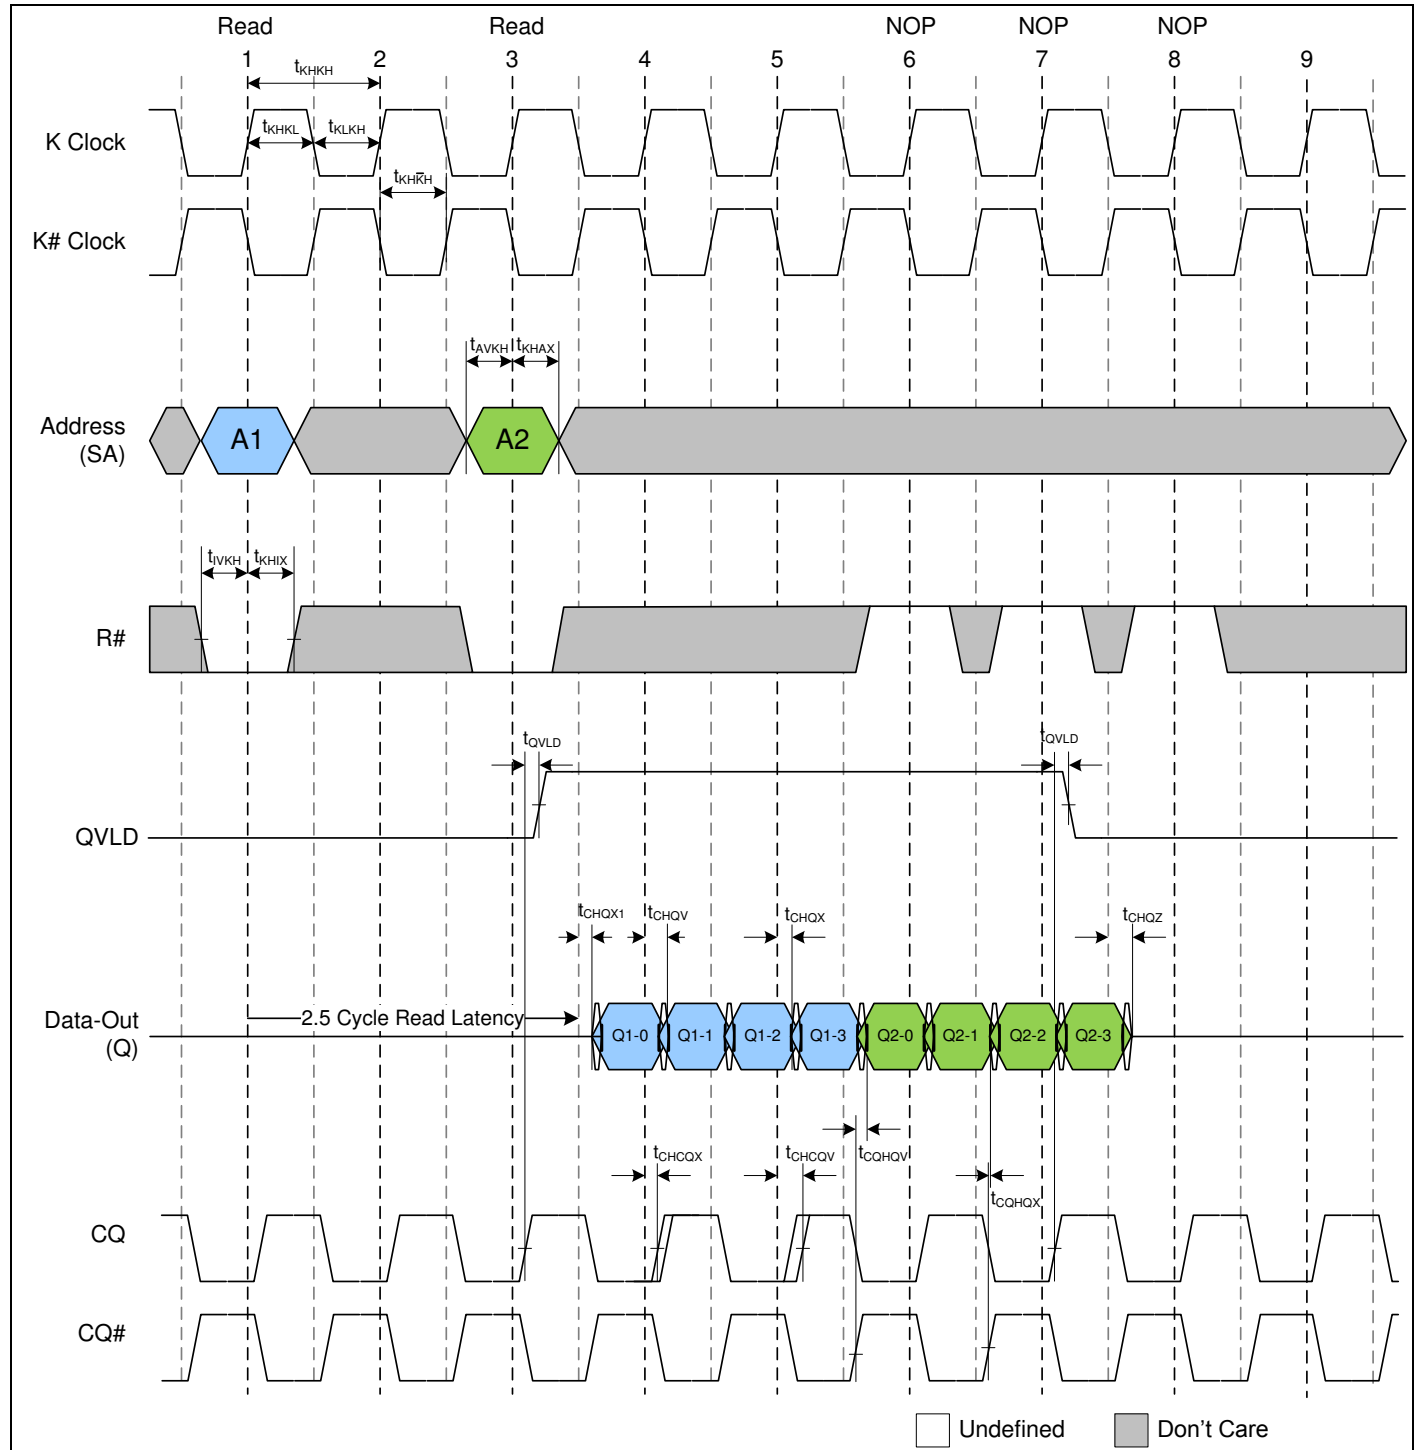 Read Read NOP NOP NOP
1 2 3 4 5 6 7 8 9
tKHKH
K Clock
tKHKL tKLKH
tKHK̄H
K# Clock
tAVKH tKHAX
Address
(SA)
A1 A2
tIVKH tKHIX
R#
tQVLD tQVLD
QVLD
tCHQX1 tCHQV tCHQX tCHQZ
Data-Out
(Q)
2.5 Cycle Read Latency
Q1-0 Q1-1 Q1-2 Q1-3 Q2-0 Q2-1 Q2-2 Q2-3
tCHCQX tCHCQV tCQHQV
tCQHQX
CQ
CQ#
Undefined Don't Care